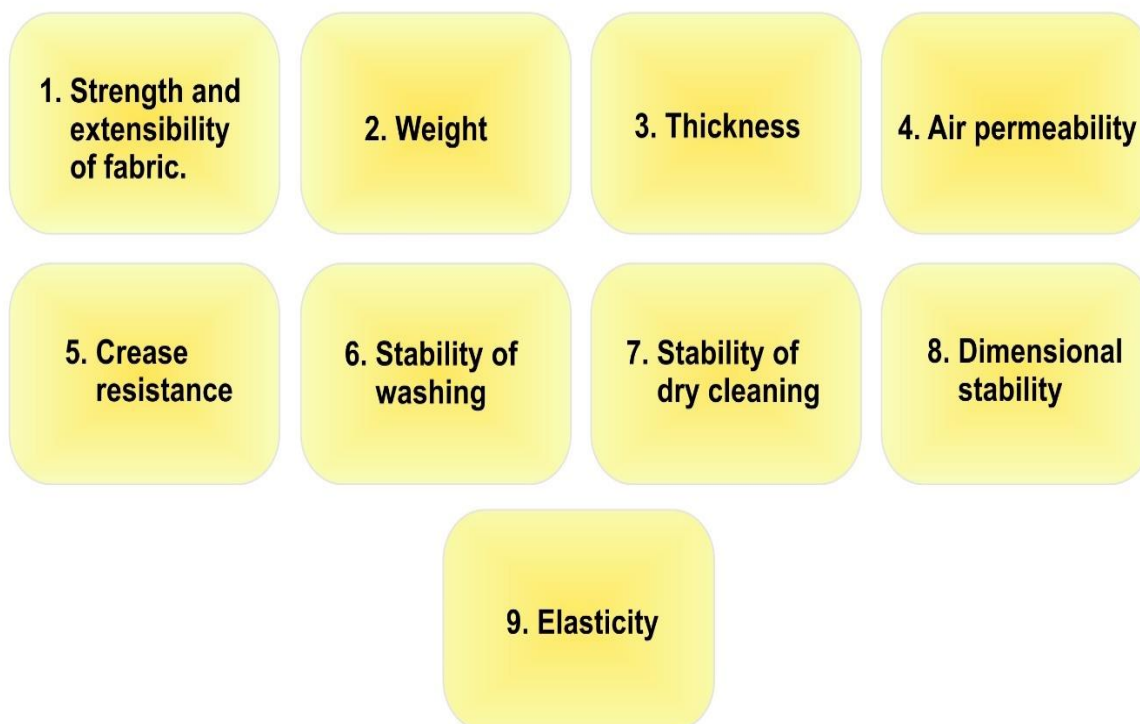 1. Strength and
extensibility
of fabric.
2. Weight
3. Thickness
4. Air permeability
5. Crease
resistance
6. Stability of
washing
7. Stability of
dry cleaning
8. Dimensional
stability
9. Elasticity